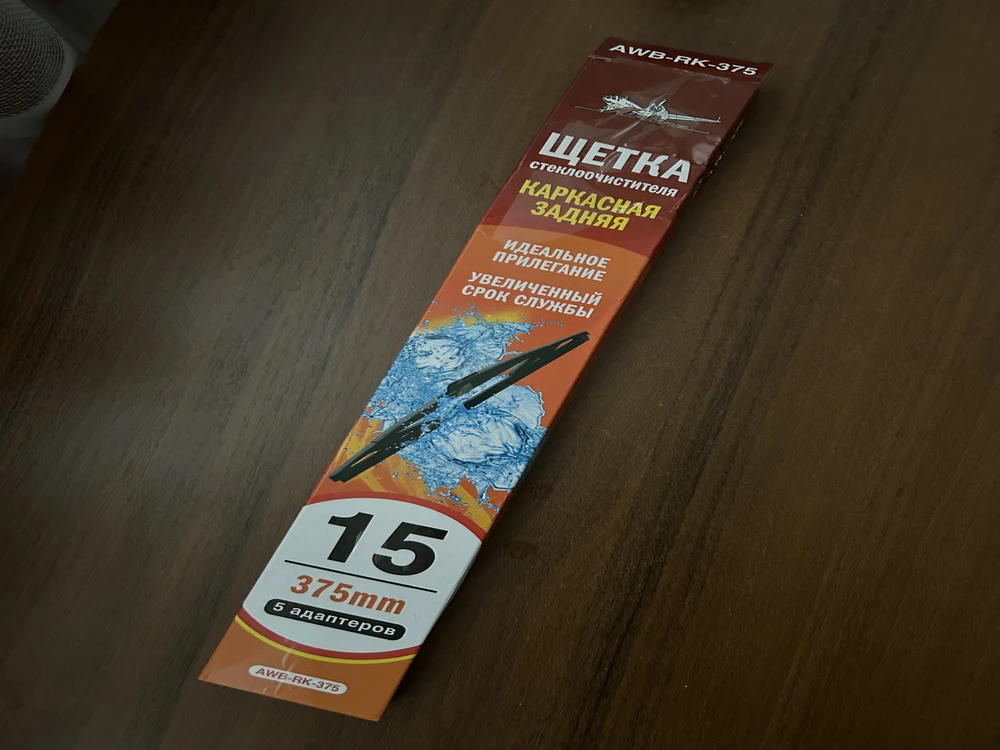 AWB-RK-375
ЩЕТКА
стеклоочистителя
КАРКАСНАЯ
ЗАДНЯЯ
ИДЕАЛЬНОЕ
ПРИЛЕГАНИЕ
УВЕЛИЧЕННЫЙ
СРОК СЛУЖБЫ
15
375mm
5 адаптеров
AWB-RK-375